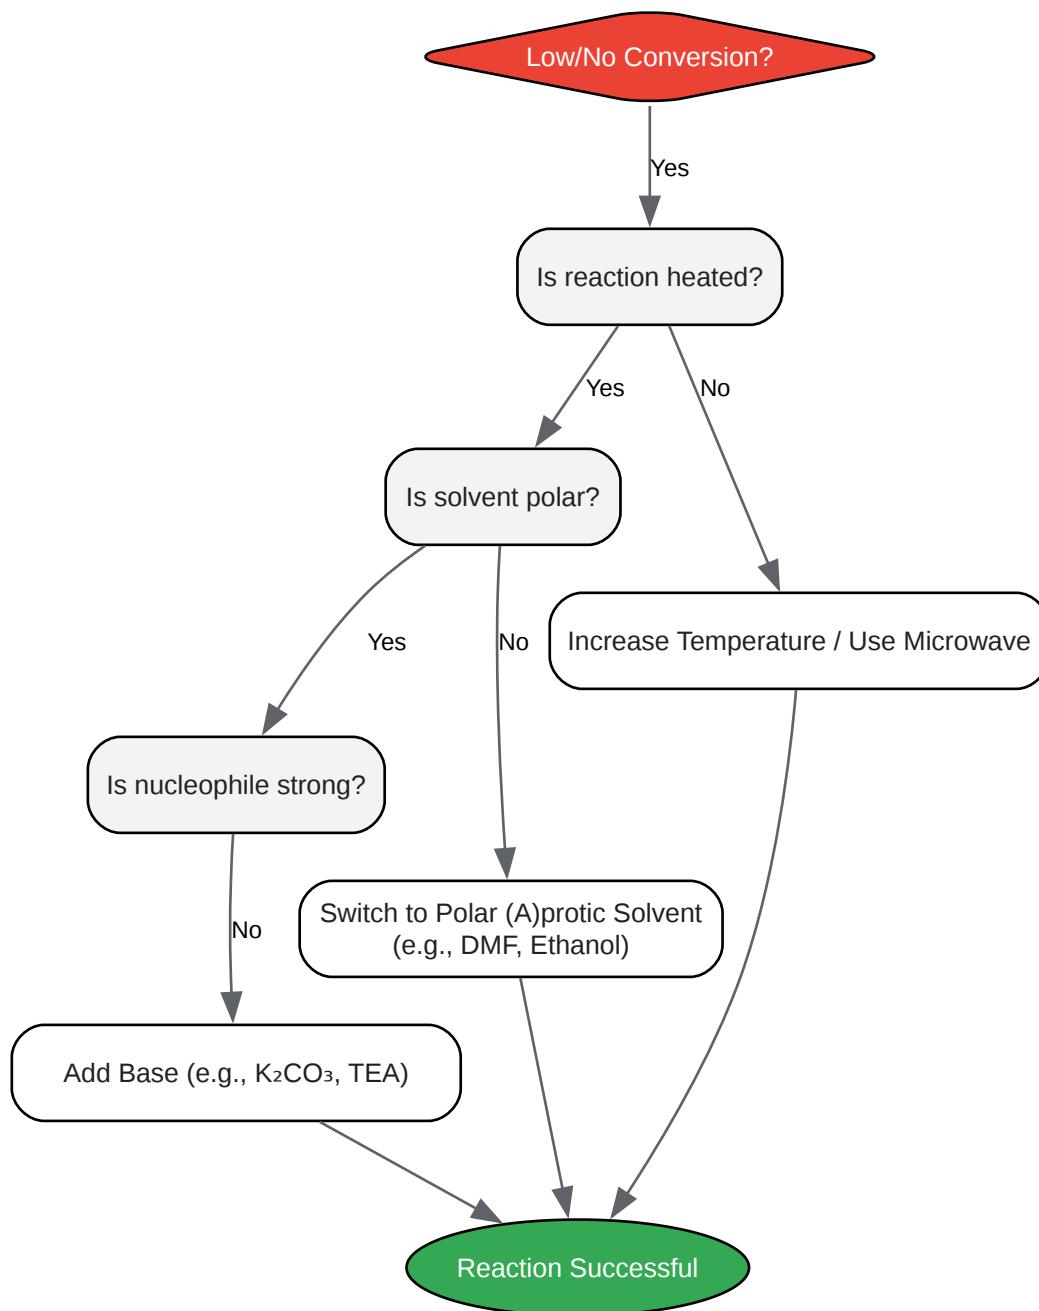 Low/No Conversion?
Yes
Is reaction heated?
Yes
No
Is solvent polar?
Yes
No
Increase Temperature / Use Microwave
Is nucleophile strong?
No
Switch to Polar (A)protic Solvent
(e.g., DMF, Ethanol)
Add Base (e.g., K₂CO₃, TEA)
Reaction Successful